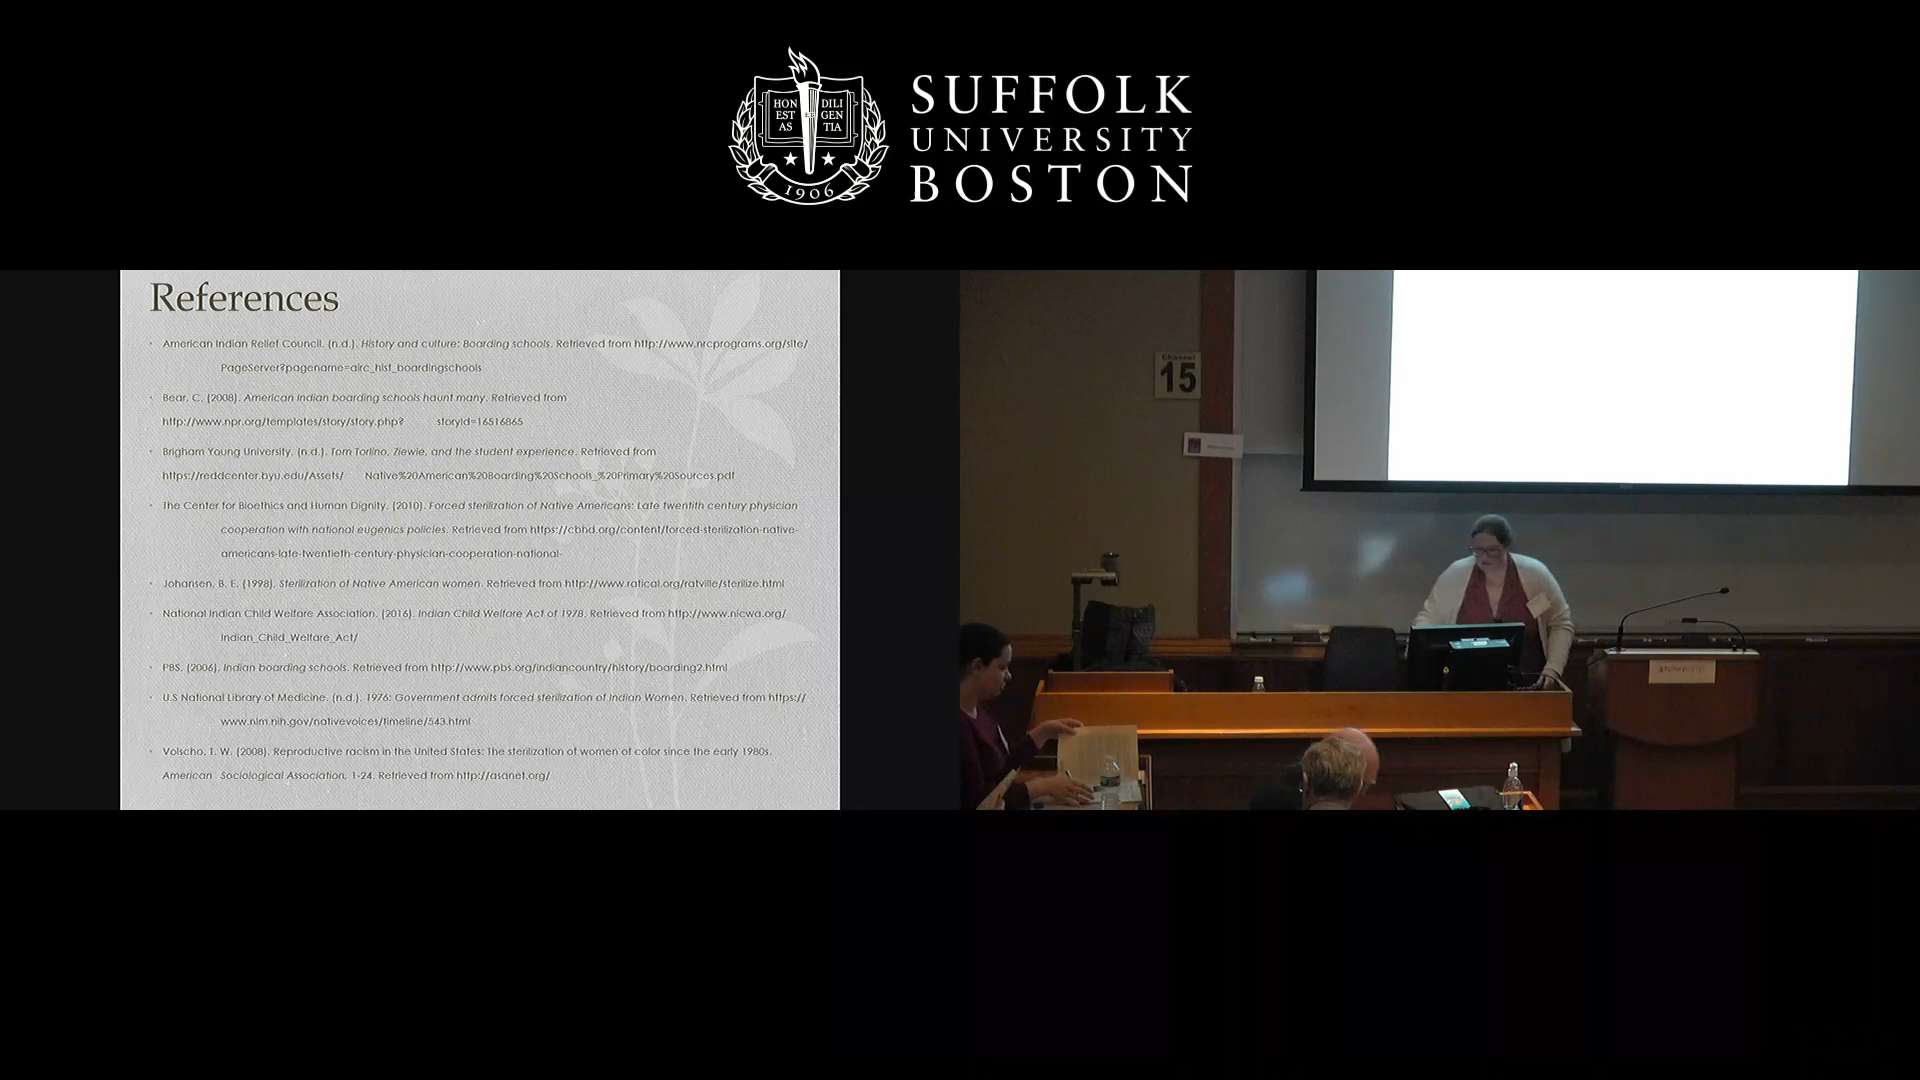 HON
EST
AS
DILI
GEN
TIA
1906
SUFFOLK
UNIVERSITY
BOSTON
References
American Indian Relief Council. (n.d.). History and culture: Boarding schools. Retrieved from http://www.nrcprograms.org/site/
PageServer?pagename=airc_hist_boardingschools
Bear, C. (2008). American Indian boarding schools haunt many. Retrieved from
http://www.npr.org/templates/story/story.php? storyId=16516865
Brigham Young University. (n.d.). Tom Torlino, Ziewie, and the student experience. Retrieved from
https://reddcenter.byu.edu/Assets/ Native%20American%20Boarding%20Schools_%20Primary%20Sources.pdf
The Center for Bioethics and Human Dignity. (2010). Forced sterilization of Native Americans: Late twentith century physician
cooperation with national eugenics policies. Retrieved from https://cbhd.org/content/forced-sterilization-native-
americans-late-twentieth-century-physician-cooperation-national-
Johansen, B. E. (1998). Sterilization of Native American women. Retrieved from http://www.ratical.org/ratville/sterilize.html
National Indian Child Welfare Association. (2016). Indian Child Welfare Act of 1978. Retrieved from http://www.nicwa.org/
Indian_Child_Welfare_Act/
PBS. (2006). Indian boarding schools. Retrieved from http://www.pbs.org/indiancountry/history/boarding2.html
U.S National Library of Medicine. (n.d.). 1976: Government admits forced sterilization of Indian Women. Retrieved from https://
www.nlm.nih.gov/nativevoices/timeline/543.html
Volscho, T. W. (2008). Reproductive racism in the United States: The sterilization of women of color since the early 1980s.
American Sociological Association, 1-24. Retrieved from http://asanet.org/
Channel
15